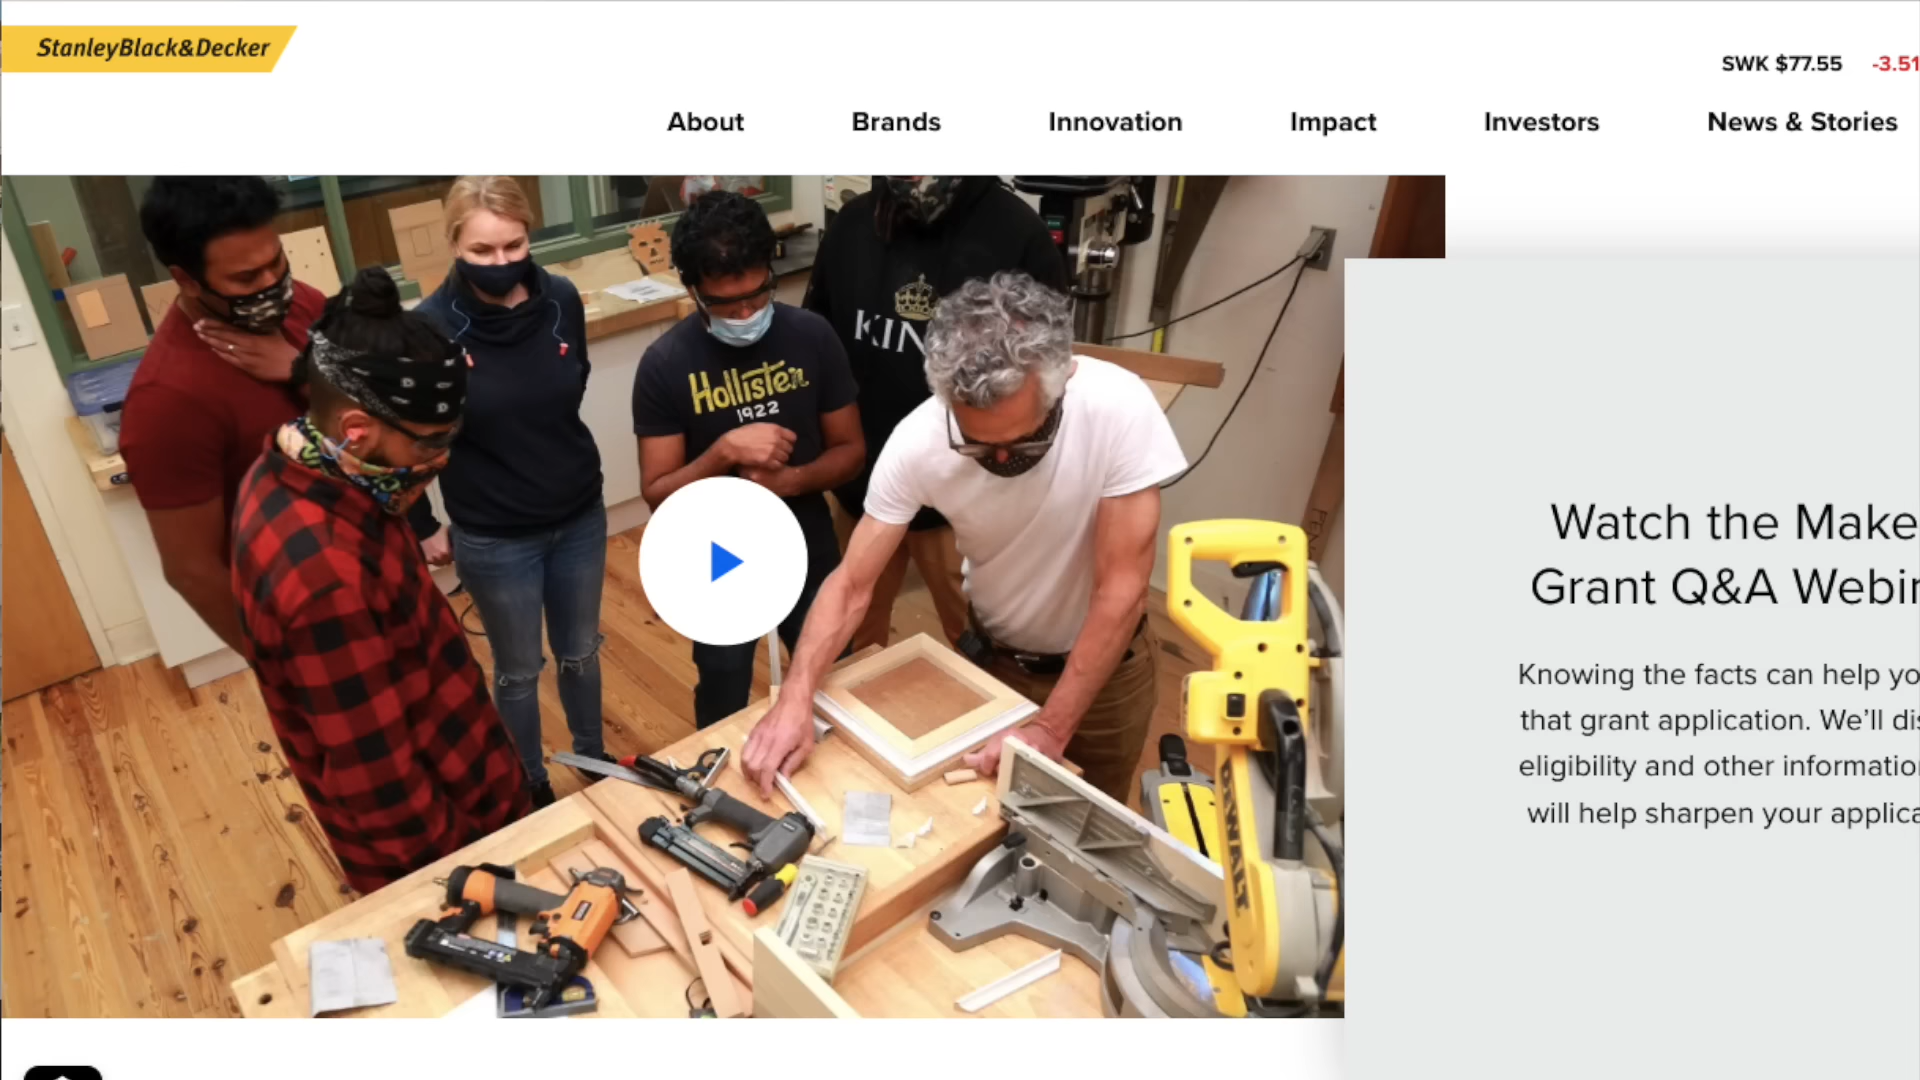 StanleyBlack&Decker
SWK $77.55 -3.51
About Brands Innovation Impact Investors News & Stories
KIN
Hollister
1922
Watch the Make
Grant Q&A Webin
Knowing the facts can help yo
that grant application. We'll dis
eligibility and other informatio
will help sharpen your applica
DEWALT